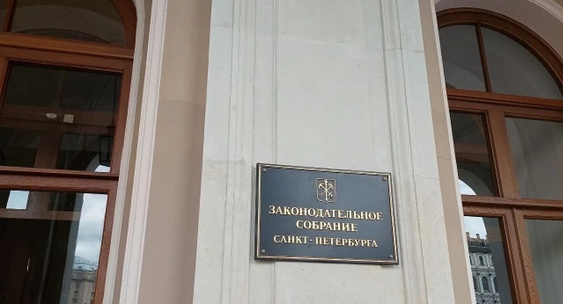 ЗАКОНОДАТЕЛЬНОЕ
СОБРАНИЕ
САНКТ-ПЕТЕРБУРГА